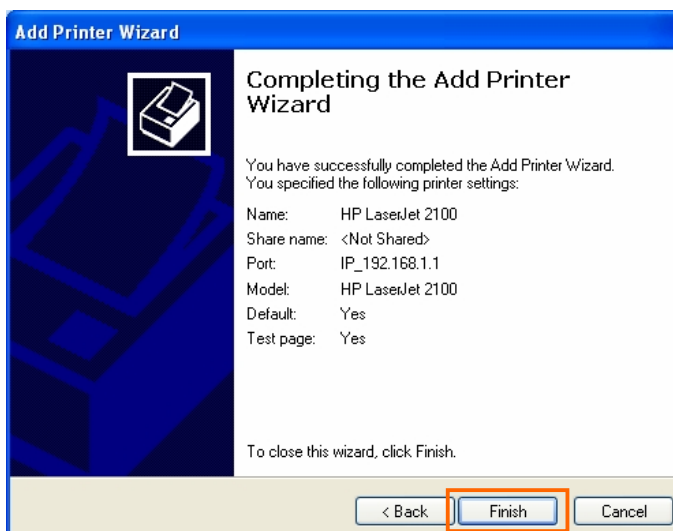 Add Printer Wizard
Completing the Add Printer
Wizard
You have successfully completed the Add Printer Wizard.
You specified the following printer settings:
Name: HP LaserJet 2100
Share name: <Not Shared>
Port: IP_192.168.1.1
Model: HP LaserJet 2100
Default: Yes
Test page: Yes
To close this wizard, click Finish.
< Back Finish Cancel